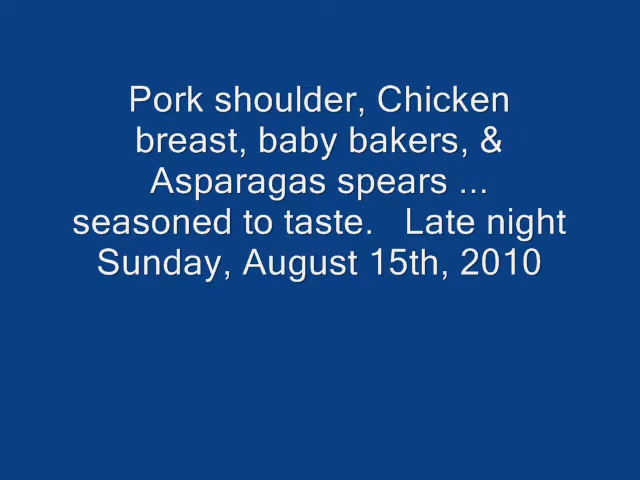 Pork shoulder, Chicken
breast, baby bakers, &
Asparagas spears ...
seasoned to taste.   Late night
Sunday, August 15th, 2010